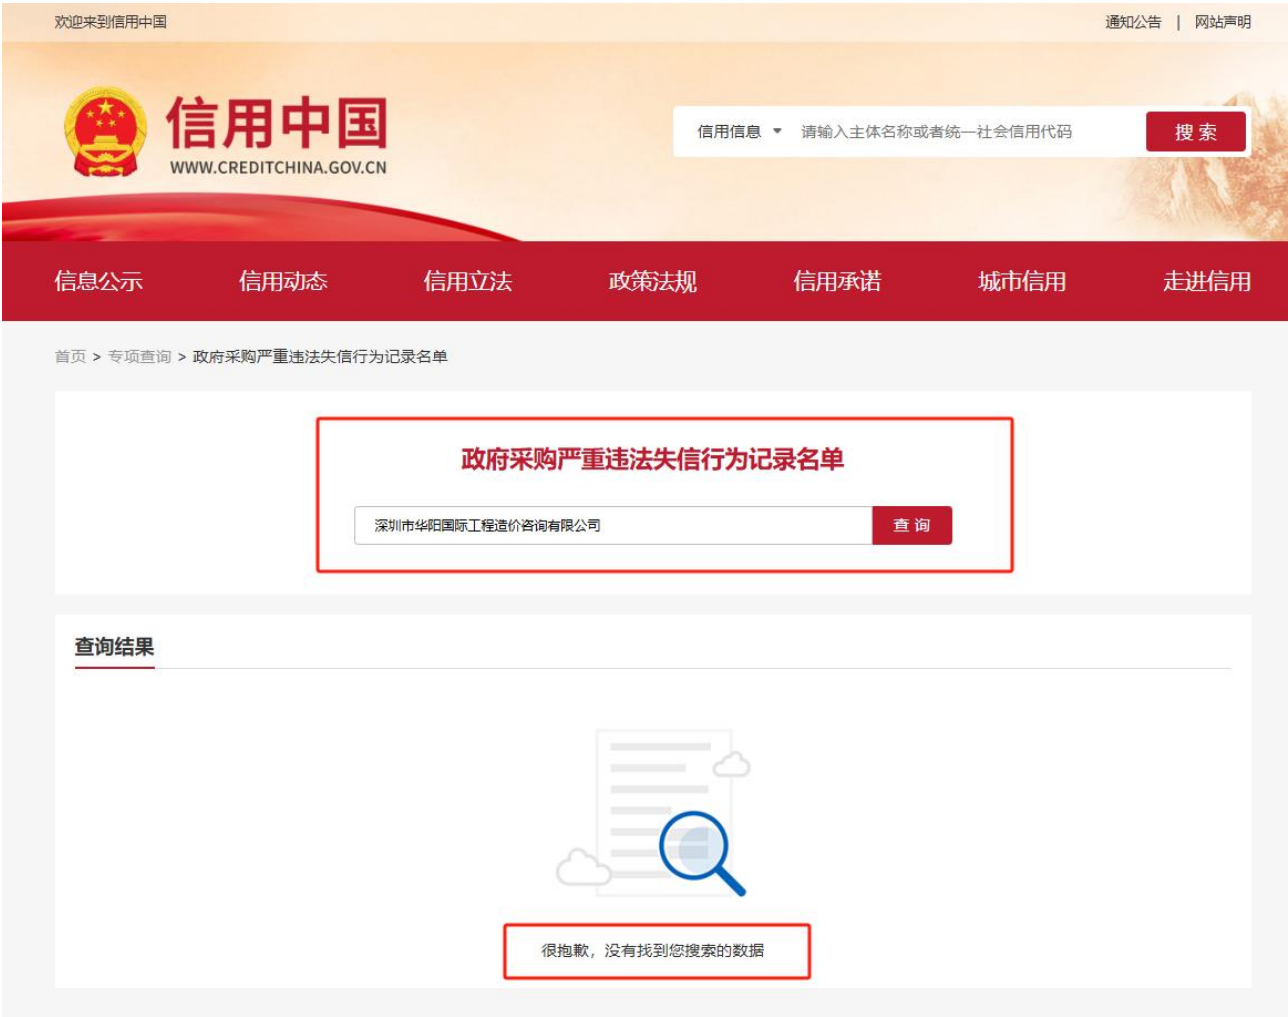 欢迎来到信用中国
通知公告 | 网站声明
信用中国
WWW.CREDITCHINA.GOV.CN
信用信息 请输入主体名称或者统一社会信用代码 搜索
信息公示 信用动态 信用立法 政策法规 信用承诺 城市信用 走进信用
首页 > 专项查询 > 政府采购严重违法失信行为记录名单
政府采购严重违法失信行为记录名单
深圳市华阳国际工程造价咨询有限公司 查询
查询结果
很抱歉，没有找到您搜索的数据